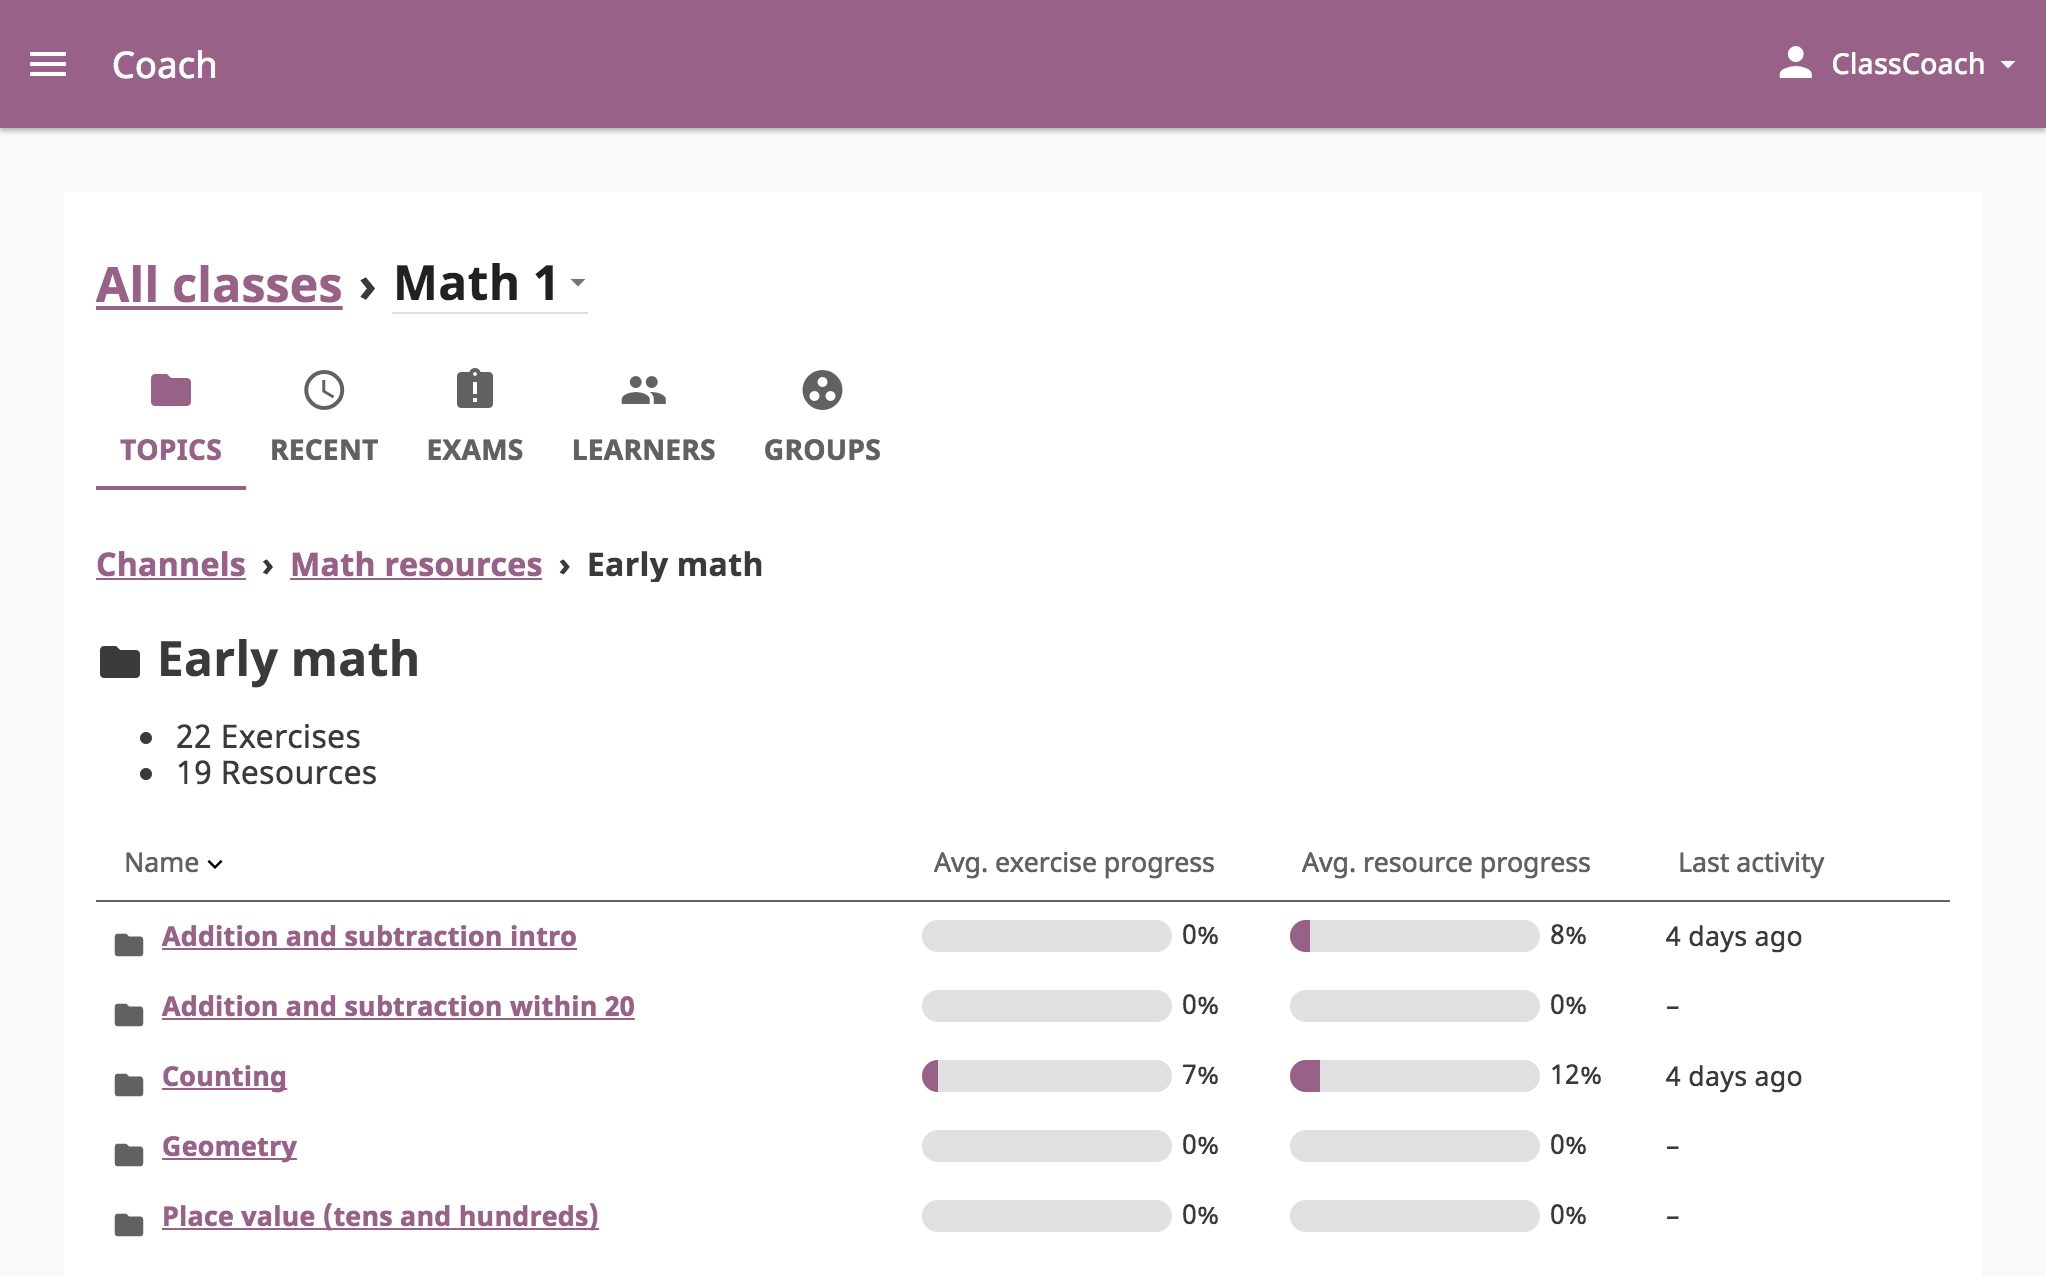 Coach
ClassCoach
All classes › Math 1
TOPICS RECENT EXAMS LEARNERS GROUPS
Channels › Math resources › Early math
Early math
• 22 Exercises
• 19 Resources
Name Avg. exercise progress Avg. resource progress Last activity
Addition and subtraction intro 0% 8% 4 days ago
Addition and subtraction within 20 0% 0% –
Counting 7% 12% 4 days ago
Geometry 0% 0% –
Place value (tens and hundreds) 0% 0% –